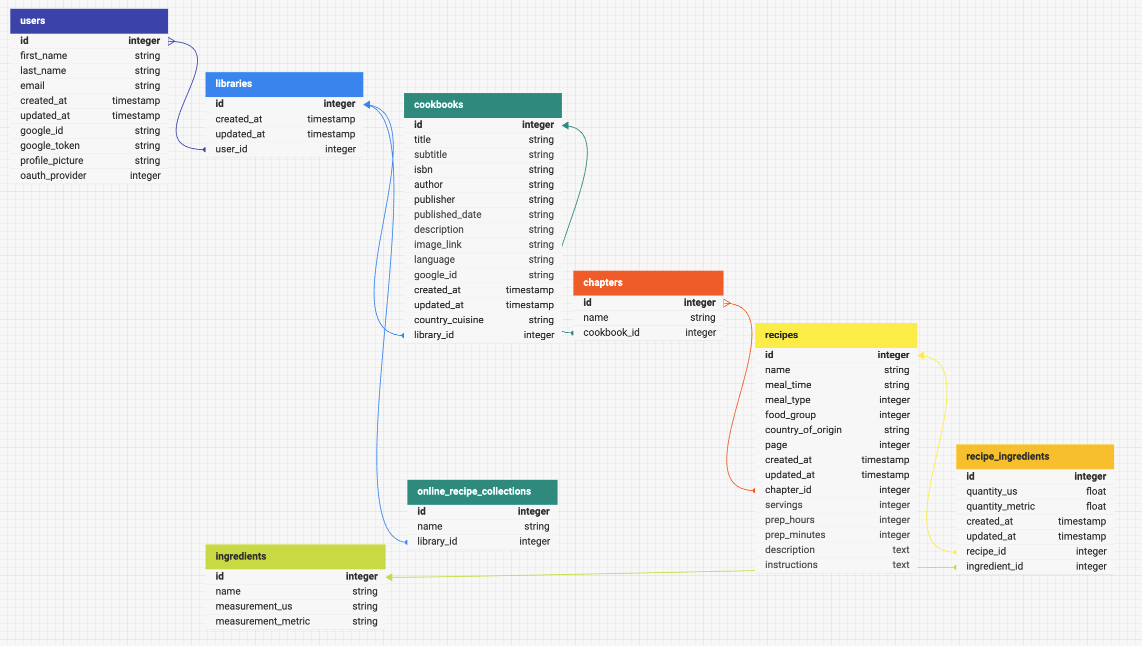 users
id integer
first_name string
last_name string
email string
created_at timestamp
updated_at timestamp
google_id string
google_token string
profile_picture string
oauth_provider integer
libraries
id integer
created_at timestamp
updated_at timestamp
user_id integer
cookbooks
id integer
title string
subtitle string
isbn string
author string
publisher string
published_date string
description string
image_link string
language string
google_id string
created_at timestamp
updated_at timestamp
country_cuisine string
library_id integer
chapters
id integer
name string
cookbook_id integer
recipes
id integer
name string
meal_time string
meal_type integer
food_group integer
country_of_origin string
page integer
created_at timestamp
updated_at timestamp
chapter_id integer
servings integer
prep_hours integer
prep_minutes integer
description text
instructions text
recipe_ingredients
id integer
quantity_us float
quantity_metric float
created_at timestamp
updated_at timestamp
recipe_id integer
ingredient_id integer
online_recipe_collections
id integer
name string
library_id integer
ingredients
id integer
name string
measurement_us string
measurement_metric string